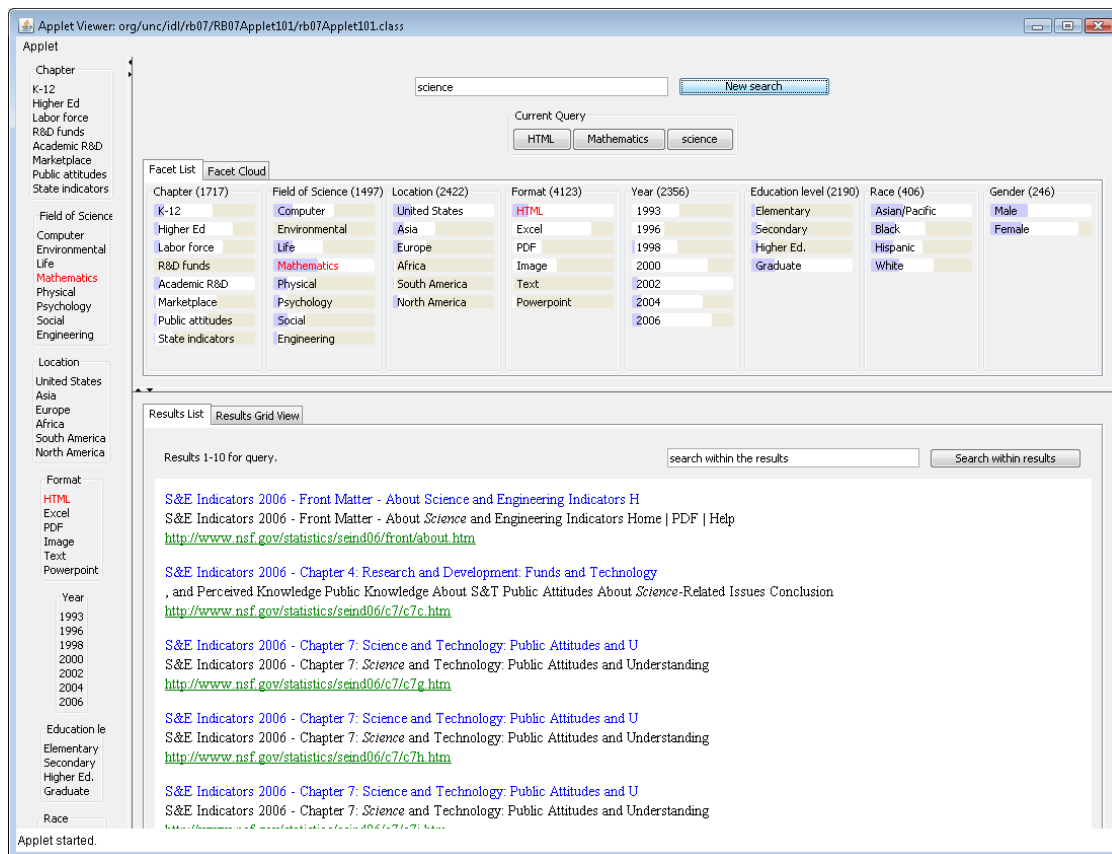 Applet Viewer: org/unc/idl/rb07/RB07Applet101/rb07Applet101.class
Applet
Chapter
K-12
Higher Ed
Labor force
R&D funds
Academic R&D
Marketplace
Public attitudes
State indicators
Field of Science
Computer
Environmental
Life
Mathematics
Physical
Psychology
Social
Engineering
Location
United States
Asia
Europe
Africa
South America
North America
Format
HTML
Excel
PDF
Image
Text
Powerpoint
Year
1993
1996
1998
2000
2002
2004
2006
Education le
Elementary
Secondary
Higher Ed.
Graduate
Race
science
New search
Current Query
HTML Mathematics science
Facet List Facet Cloud
Chapter (1717)
K-12
Higher Ed
Labor force
R&D funds
Academic R&D
Marketplace
Public attitudes
State indicators
Field of Science (1497)
Computer
Environmental
Life
Mathematics
Physical
Psychology
Social
Engineering
Location (2422)
United States
Asia
Europe
Africa
South America
North America
Format (4123)
HTML
Excel
PDF
Image
Text
Powerpoint
Year (2356)
1993
1996
1998
2000
2002
2004
2006
Education level (2190)
Elementary
Secondary
Higher Ed.
Graduate
Race (406)
Asian/Pacific
Black
Hispanic
White
Gender (246)
Male
Female
Results List Results Grid View
Results 1-10 for query.
search within the results
Search within results
S&E Indicators 2006 - Front Matter - About Science and Engineering Indicators H
S&E Indicators 2006 - Front Matter - About Science and Engineering Indicators Home | PDF | Help
http://www.nsf.gov/statistics/seind06/front/about.htm
S&E Indicators 2006 - Chapter 4: Research and Development: Funds and Technology
, and Perceived Knowledge Public Knowledge About S&T Public Attitudes About Science-Related Issues Conclusion
http://www.nsf.gov/statistics/seind06/c7/c7c.htm
S&E Indicators 2006 - Chapter 7: Science and Technology: Public Attitudes and U
S&E Indicators 2006 - Chapter 7: Science and Technology: Public Attitudes and Understanding
http://www.nsf.gov/statistics/seind06/c7/c7g.htm
S&E Indicators 2006 - Chapter 7: Science and Technology: Public Attitudes and U
S&E Indicators 2006 - Chapter 7: Science and Technology: Public Attitudes and Understanding
http://www.nsf.gov/statistics/seind06/c7/c7h.htm
S&E Indicators 2006 - Chapter 7: Science and Technology: Public Attitudes and U
S&E Indicators 2006 - Chapter 7: Science and Technology: Public Attitudes and Understanding
Applet started.